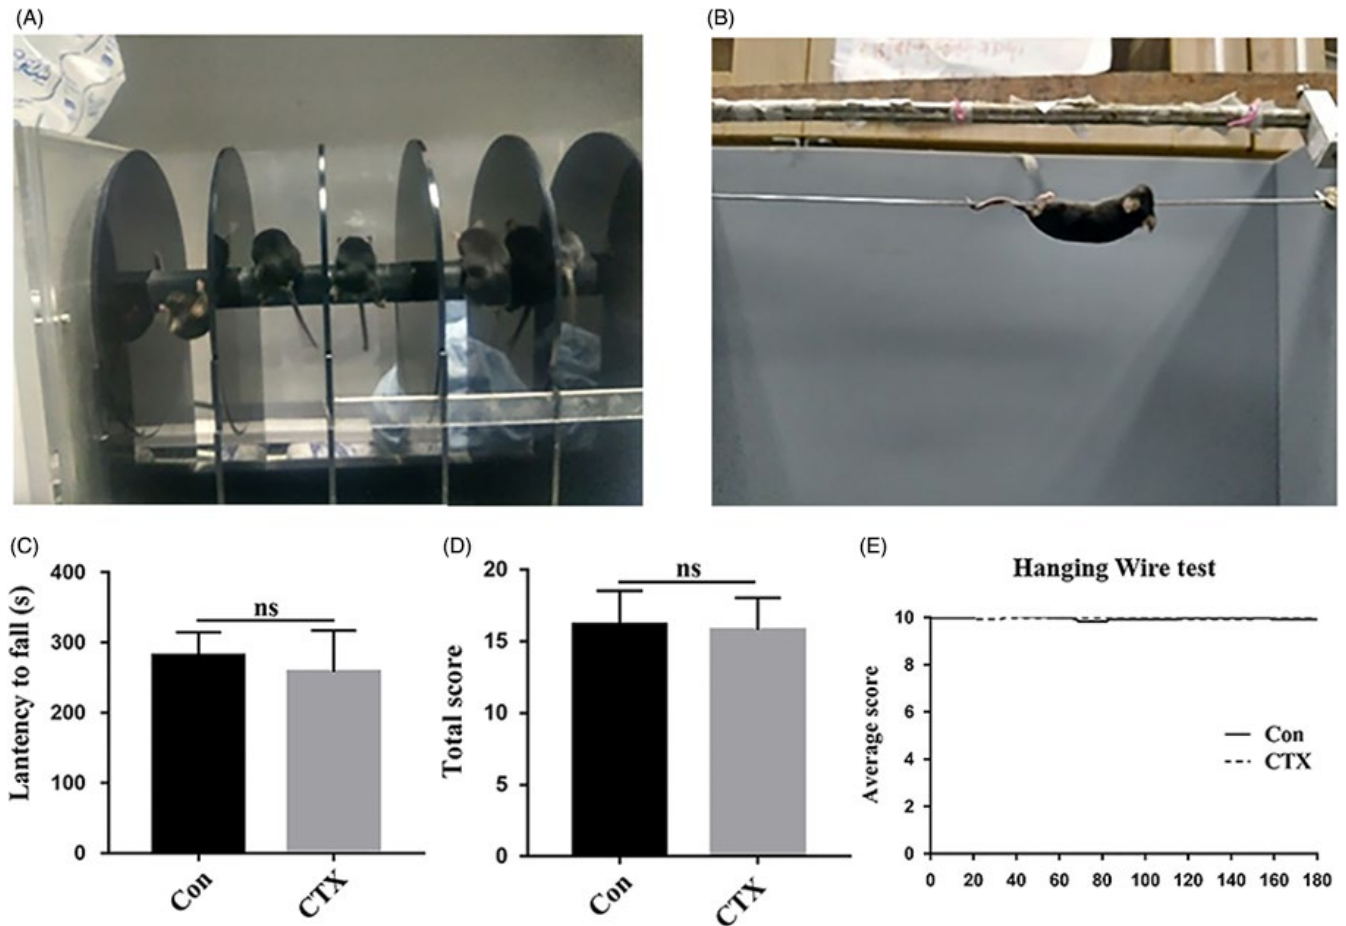 (A)
(B)
(C)
Lantency to fall (s)
400
300
200
100
0
ns
Con
CTX
(D)
Total score
20
15
10
5
0
ns
Con
CTX
(E)
Hanging Wire test
Average score
10
8
6
4
2
0
Con
CTX
0 20 40 60 80 100 120 140 160 180